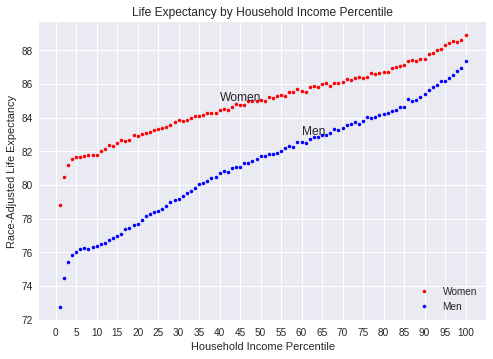 Life Expectancy by Household Income Percentile
Race-Adjusted Life Expectancy
88
86
84
82
80
78
76
74
72
Women
Men
Women
Men
0 5 10 15 20 25 30 35 40 45 50 55 60 65 70 75 80 85 90 95 100
Household Income Percentile